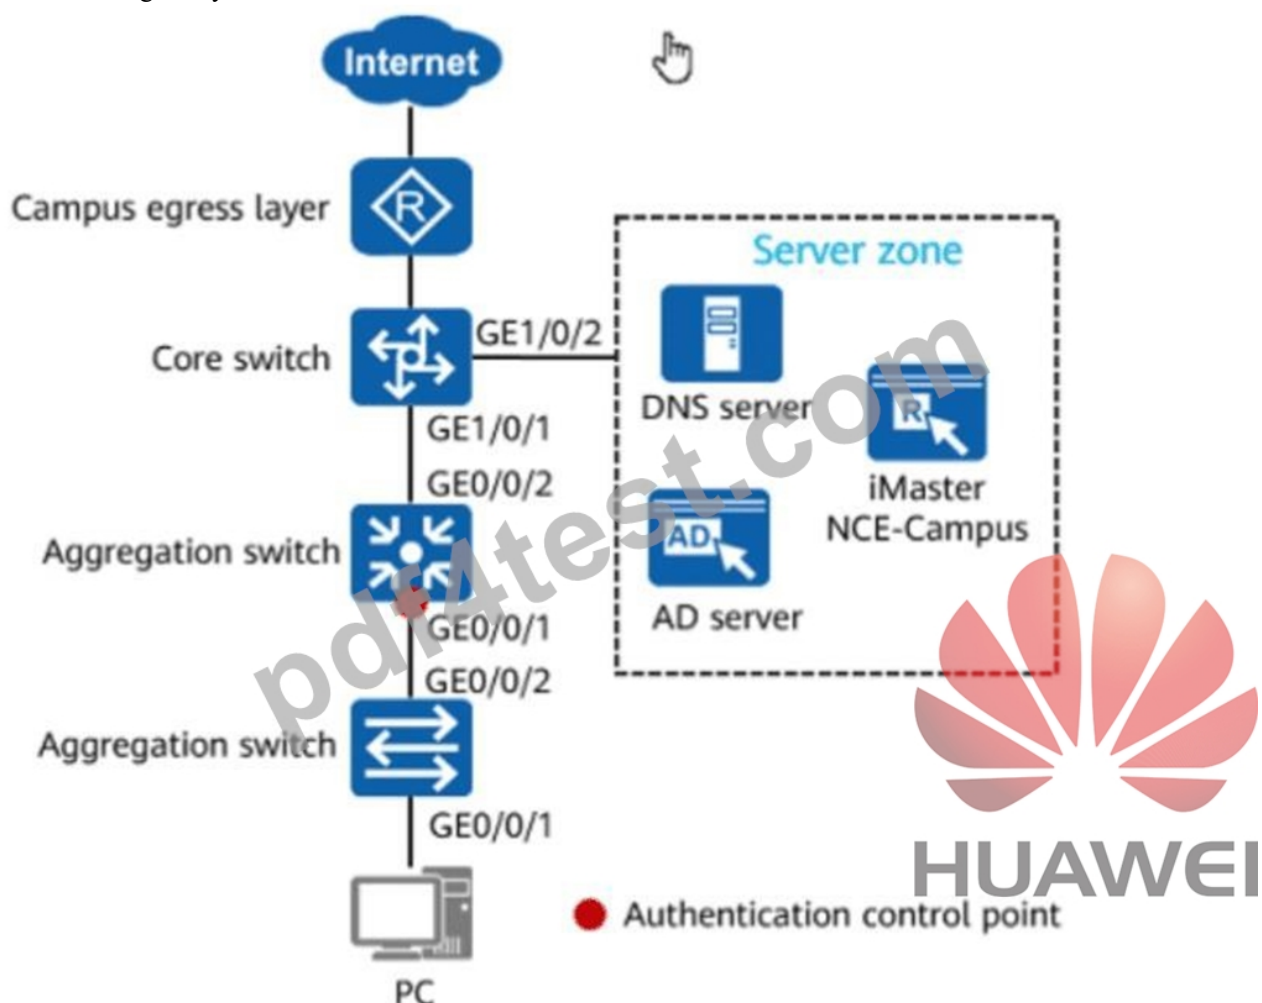 Internet
Campus egress layer
R
Server zone
Core switch
GE1/0/2
DNS server
R
GE1/0/1
GE0/0/2
iMaster
NCE-Campus
Aggregation switch
AD
AD server
GE0/0/1
GE0/0/2
Aggregation switch
GE0/0/1
HUAWEI
Authentication control point
PC
pdf4test.com